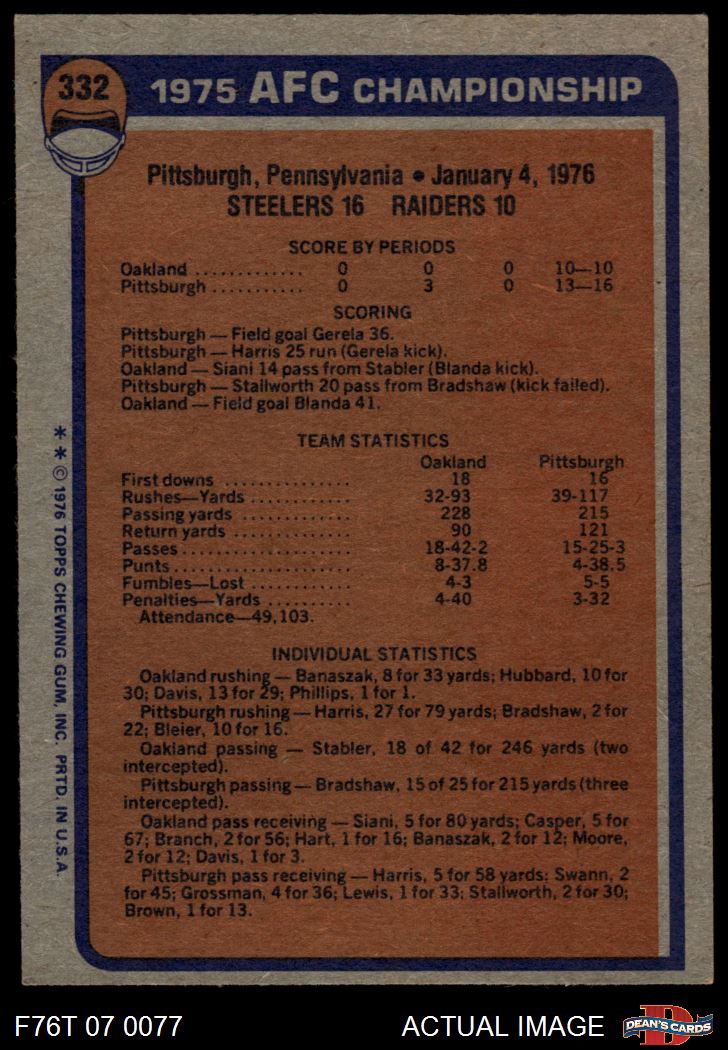 332
1975 AFC CHAMPIONSHIP
Pittsburgh, Pennsylvania • January 4, 1976
STEELERS 16 RAIDERS 10
SCORE BY PERIODS
Oakland ............. 0 0 0 10—10
Pittsburgh ........... 0 3 0 13—16
SCORING
Pittsburgh — Field goal Gerela 36.
Pittsburgh — Harris 25 run (Gerela kick).
Oakland — Siani 14 pass from Stabler (Blanda kick).
Pittsburgh — Stallworth 20 pass from Bradshaw (kick failed).
Oakland — Field goal Blanda 41.
TEAM STATISTICS
Oakland Pittsburgh
First downs ............... 18 16
Rushes—Yards ............ 32-93 39-117
Passing yards ............. 228 215
Return yards .............. 90 121
Passes .................... 18-42-2 15-25-3
Punts ..................... 8-37.8 4-38.5
Fumbles—Lost ............ 4-3 5-5
Penalties—Yards .......... 4-40 3-32
Attendance—49,103.
INDIVIDUAL STATISTICS
Oakland rushing — Banaszak, 8 for 33 yards; Hubbard, 10 for
30; Davis, 13 for 29; Phillips, 1 for 1.
Pittsburgh rushing — Harris, 27 for 79 yards; Bradshaw, 2 for
22; Bleier, 10 for 16.
Oakland passing — Stabler, 18 of 42 for 246 yards (two
intercepted).
Pittsburgh passing — Bradshaw, 15 of 25 for 215 yards (three
intercepted).
Oakland pass receiving — Siani, 5 for 80 yards; Casper, 5 for
67; Branch, 2 for 56; Hart, 1 for 16; Banaszak, 2 for 12; Moore,
2 for 12; Davis, 1 for 3.
Pittsburgh pass receiving — Harris, 5 for 58 yards; Swann, 2
for 45; Grossman, 4 for 36; Lewis, 1 for 33; Stallworth, 2 for 30;
Brown, 1 for 13.
* * © 1976 TOPPS CHEWING GUM, INC. PRTD. IN U.S.A.
F76T 07 0077
ACTUAL IMAGE
D
DEAN'S CARDS